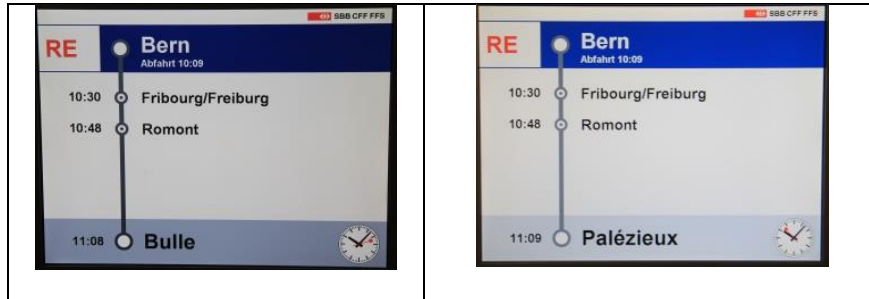 SBB CFF FFS
RE
Bern
Abfahrt 10:09
10:30 Fribourg/Freiburg
10:48 Romont
11:08 Bulle
SBB CFF FFS
RE
Bern
Abfahrt 10:09
10:30 Fribourg/Freiburg
10:48 Romont
11:09 Palézieux